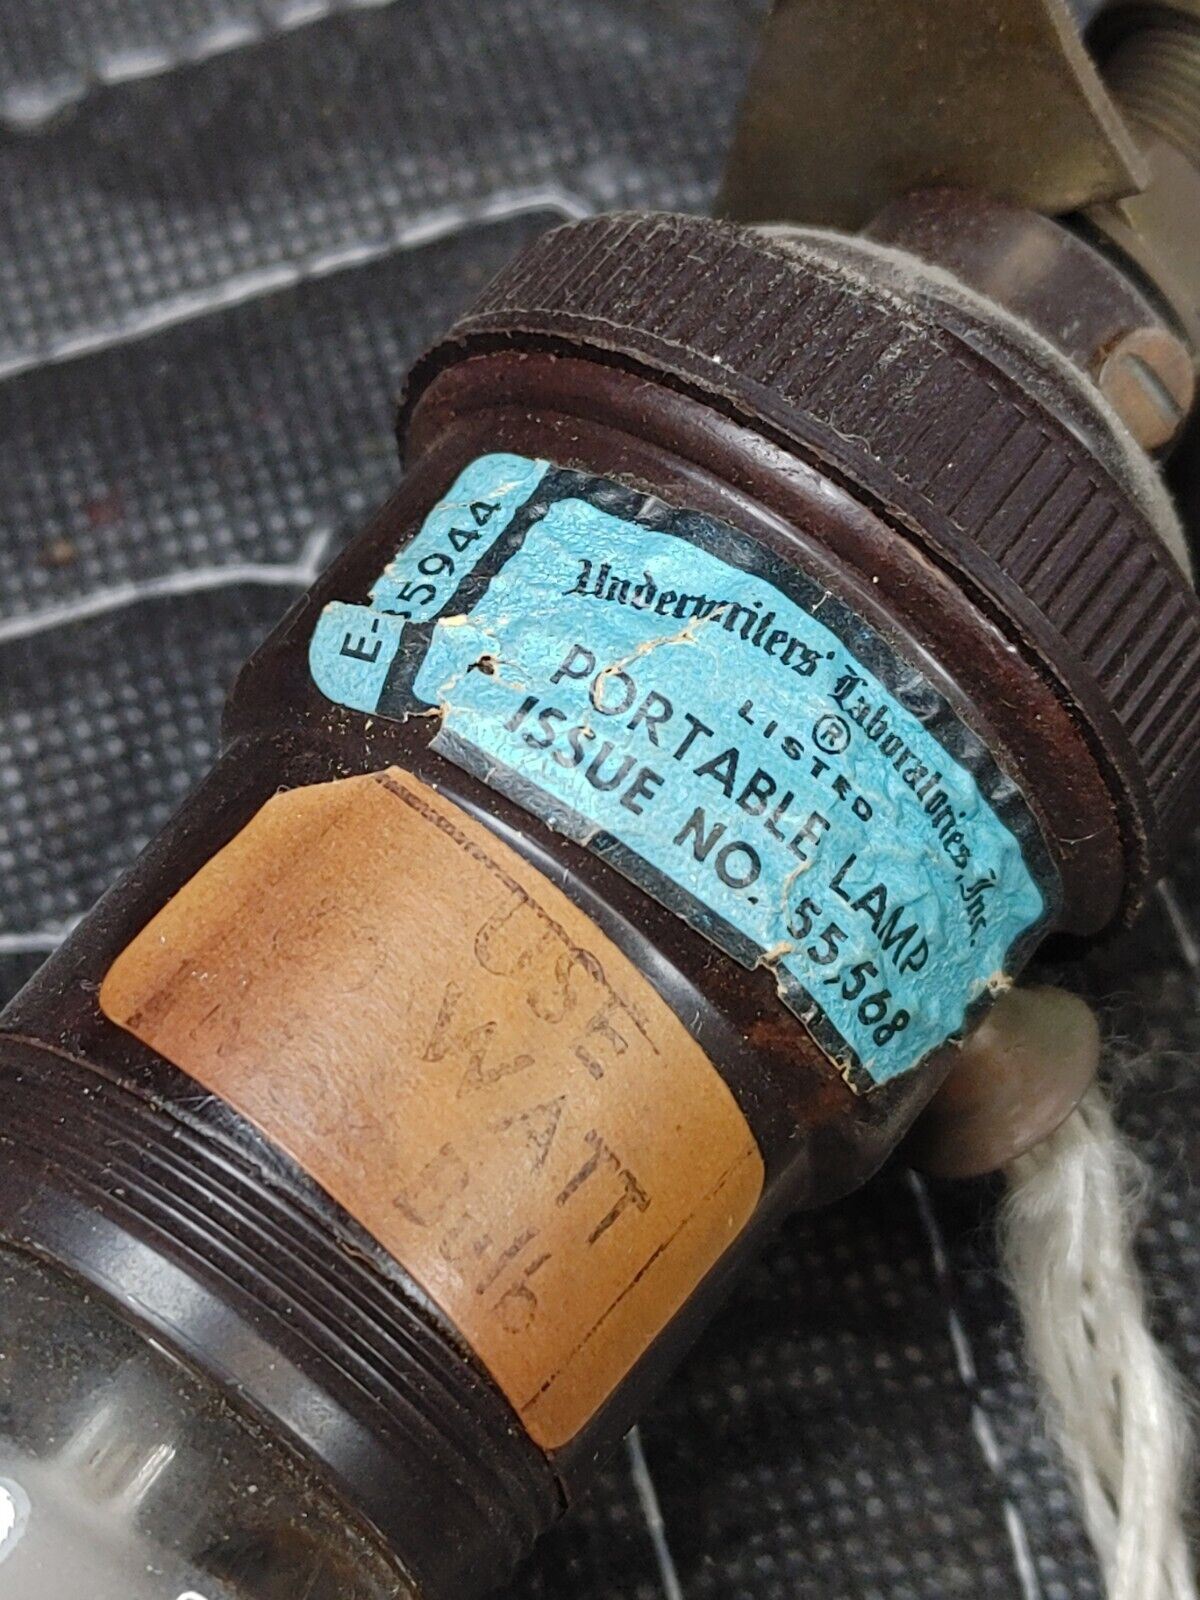 E-35944
Underwriters' Laboratories, Inc.
®
LISTED
PORTABLE LAMP
ISSUE NO. 55,568
USE
WATT